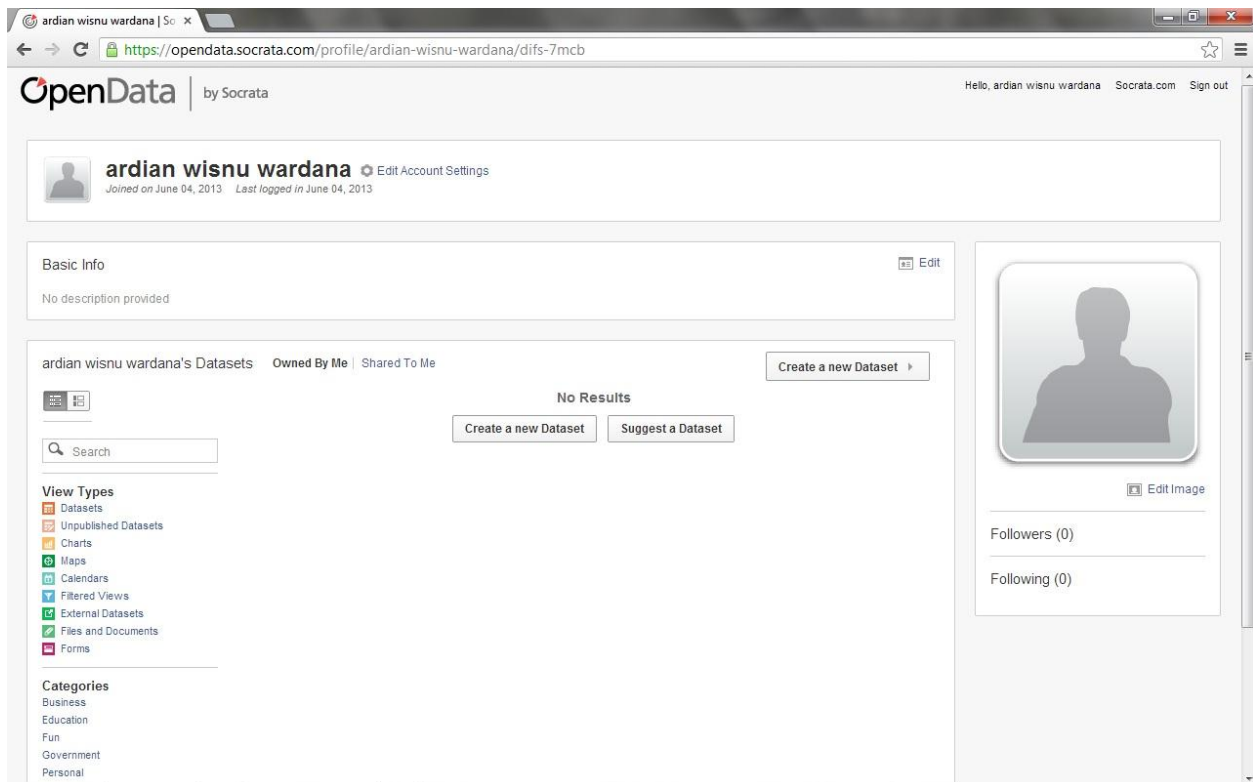 ardian wisnu wardana | So
https://opendata.socrata.com/profile/ardian-wisnu-wardana/difs-7mcb
OpenData | by Socrata
Hello, ardian wisnu wardana Socrata.com Sign out
ardian wisnu wardana Edit Account Settings
Joined on June 04, 2013 Last logged in June 04, 2013
Basic Info Edit
No description provided
ardian wisnu wardana's Datasets Owned By Me | Shared To Me Create a new Dataset
No Results
Create a new Dataset Suggest a Dataset
Search
View Types
Datasets
Unpublished Datasets
Charts
Maps
Calendars
Filtered Views
External Datasets
Files and Documents
Forms
Categories
Business
Education
Fun
Government
Personal
Edit Image
Followers (0)
Following (0)